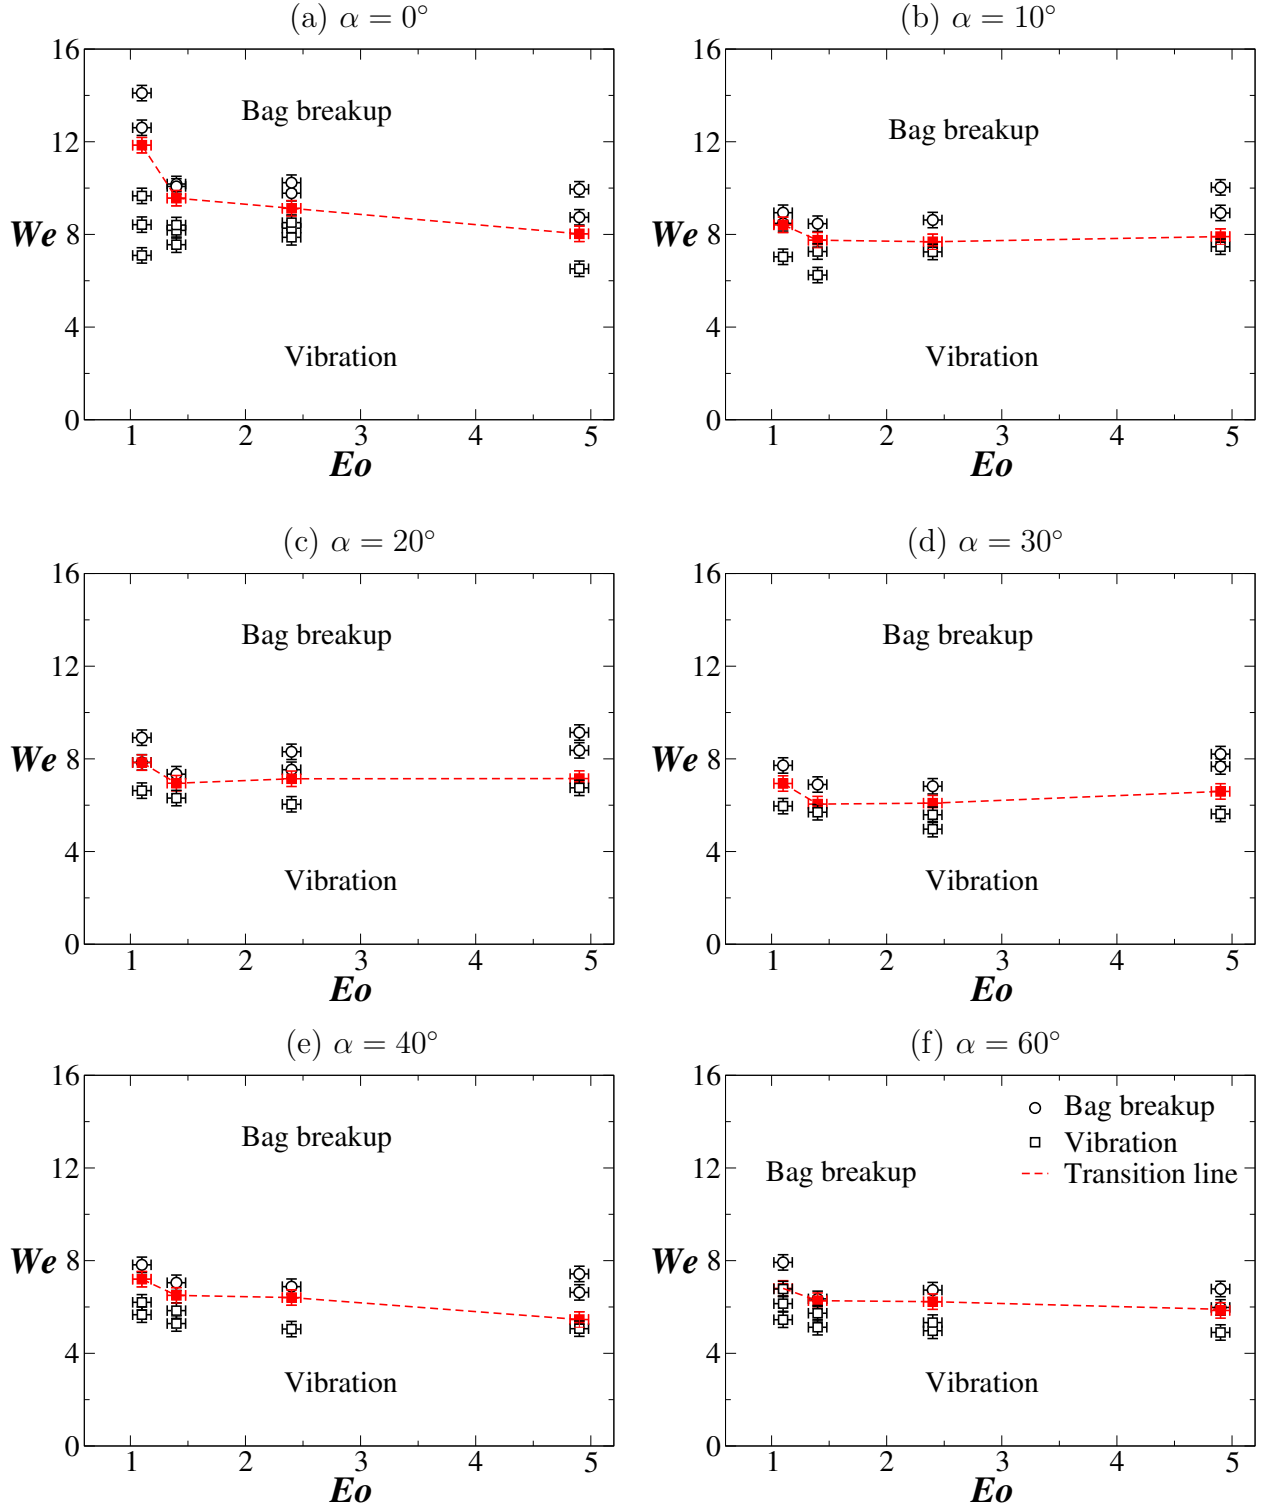 (a) α = 0°
16
12
8
4
0
We
Bag breakup
Vibration
1 2 3 4 5
Eo
(b) α = 10°
16
12
8
4
0
We
Bag breakup
Vibration
1 2 3 4 5
Eo
(c) α = 20°
16
12
8
4
0
We
Bag breakup
Vibration
1 2 3 4 5
Eo
(d) α = 30°
16
12
8
4
0
We
Bag breakup
Vibration
1 2 3 4 5
Eo
(e) α = 40°
16
12
8
4
0
We
Bag breakup
Vibration
1 2 3 4 5
Eo
(f) α = 60°
16
12
8
4
0
We
Bag breakup
Vibration
Transition line
Bag breakup
Vibration
1 2 3 4 5
Eo